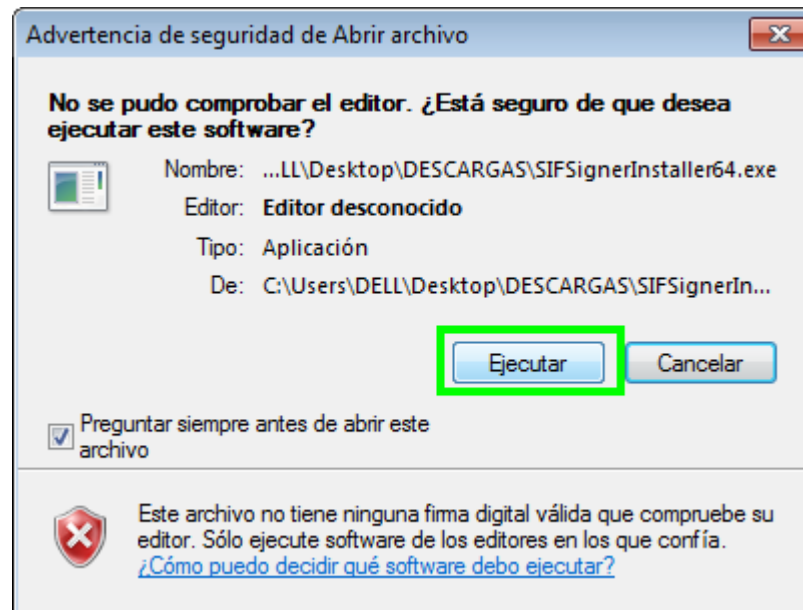 Advertencia de seguridad de Abrir archivo
No se pudo comprobar el editor. ¿Está seguro de que desea
ejecutar este software?
Nombre: ...LL\Desktop\DESCARGAS\SIFSignerInstaller64.exe
Editor: Editor desconocido
Tipo: Aplicación
De: C:\Users\DELL\Desktop\DESCARGAS\SIFSignerIn...
Ejecutar Cancelar
Preguntar siempre antes de abrir este
archivo
Este archivo no tiene ninguna firma digital válida que compruebe su
editor. Sólo ejecute software de los editores en los que confía.
¿Cómo puedo decidir qué software debo ejecutar?